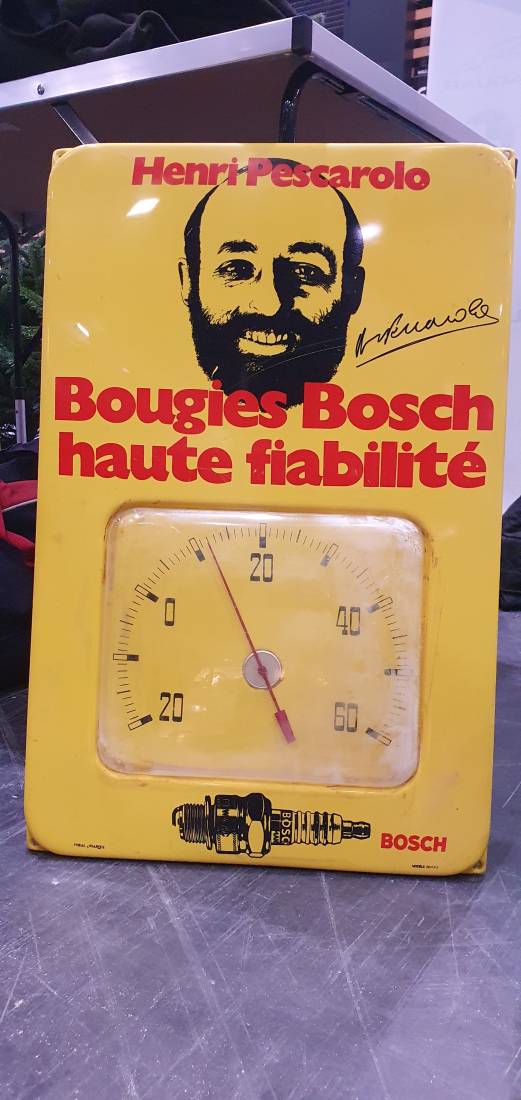 Henri Pescarolo
Bougies Bosch
haute fiabilité
20
0
40
20
60
BOSCH
BOSCH